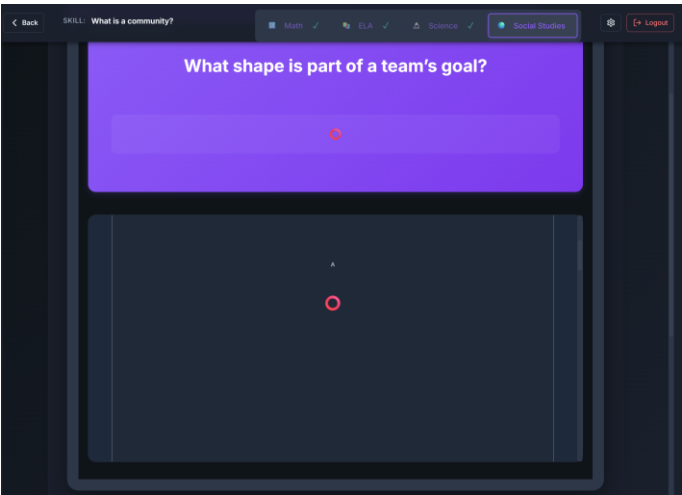 Back
SKILL: What is a community?
Math ✓
ELA ✓
Science ✓
Social Studies
Logout
What shape is part of a team’s goal?
A